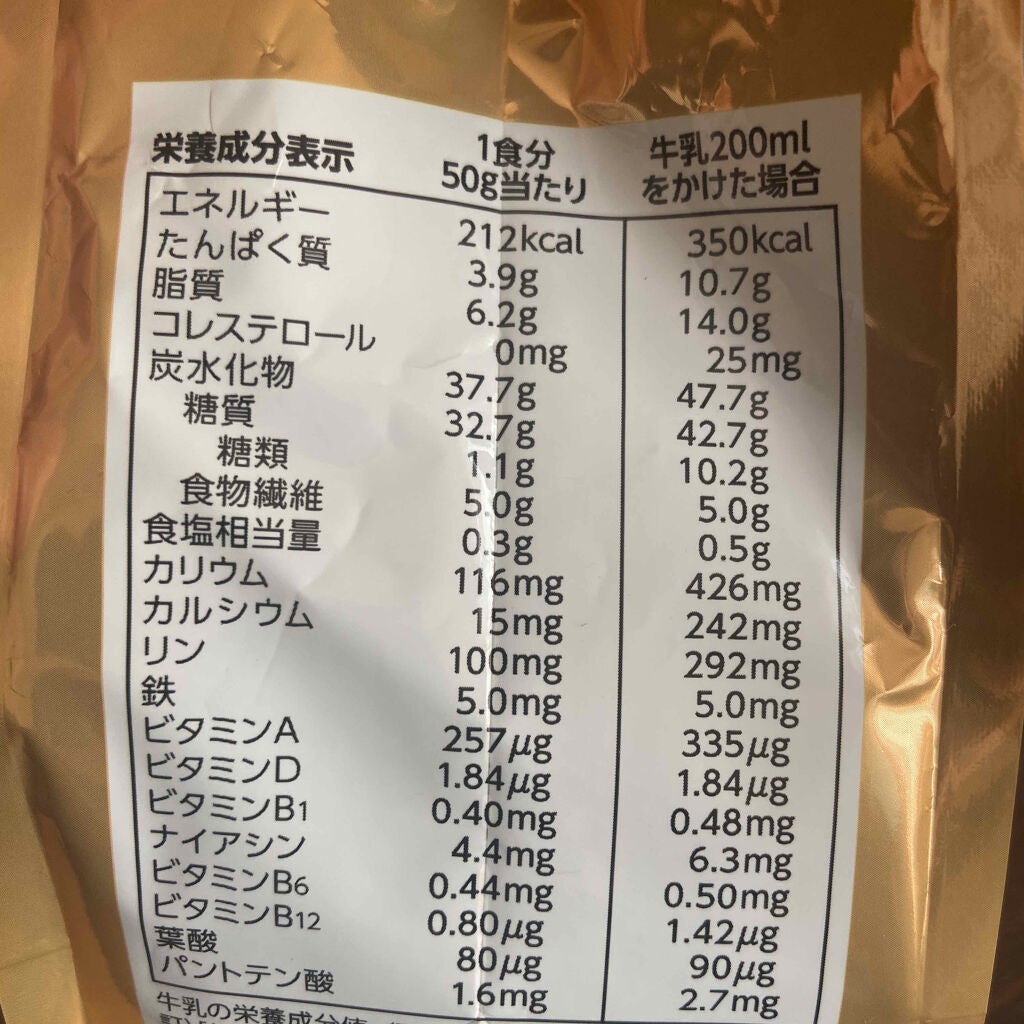 栄養成分表示 1食分 50g当たり 牛乳200ml をかけた場合
エネルギー 212kcal 350kcal
たんぱく質 3.9g 10.7g
脂質 6.2g 14.0g
コレステロール 0mg 25mg
炭水化物 37.7g 47.7g
糖質 32.7g 42.7g
糖類 1.1g 10.2g
食物繊維 5.0g 5.0g
食塩相当量 0.3g 0.5g
カリウム 116mg 426mg
カルシウム 15mg 242mg
リン 100mg 292mg
鉄 5.0mg 5.0mg
ビタミンA 257μg 335μg
ビタミンD 1.84μg 1.84μg
ビタミンB1 0.40mg 0.48mg
ナイアシン 4.4mg 6.3mg
ビタミンB6 0.44mg 0.50mg
ビタミンB12 0.80μg 1.42μg
葉酸 80μg 90μg
パントテン酸 1.6mg 2.7mg
牛乳の栄養成分値